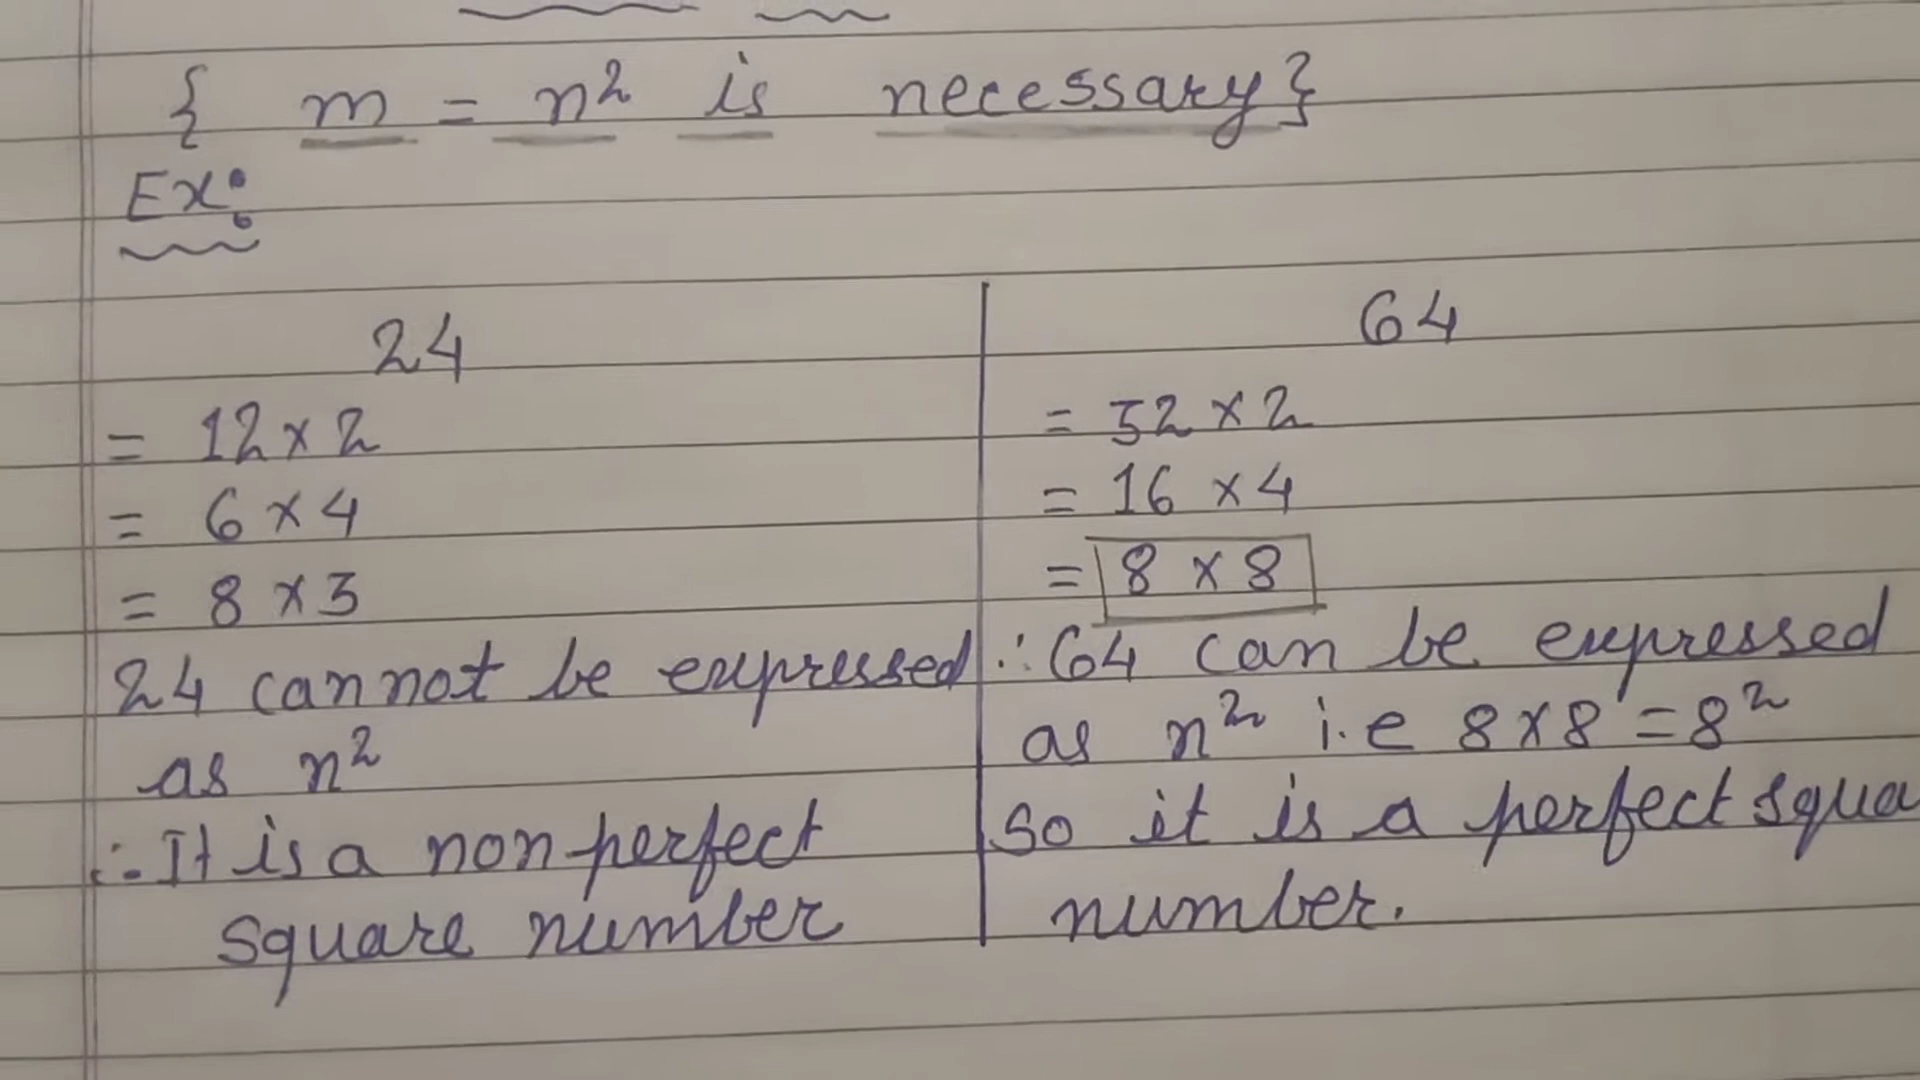 { m = n² is necessary}
Ex:
24
= 12 × 2
= 6 × 4
= 8 × 3
24 cannot be expressed
as n²
∴ It is a non-perfect
square number
64
= 32 × 2
= 16 × 4
= 8 × 8
∴ 64 can be expressed
as n² i.e 8 × 8 = 8²
So it is a perfect squa
number.